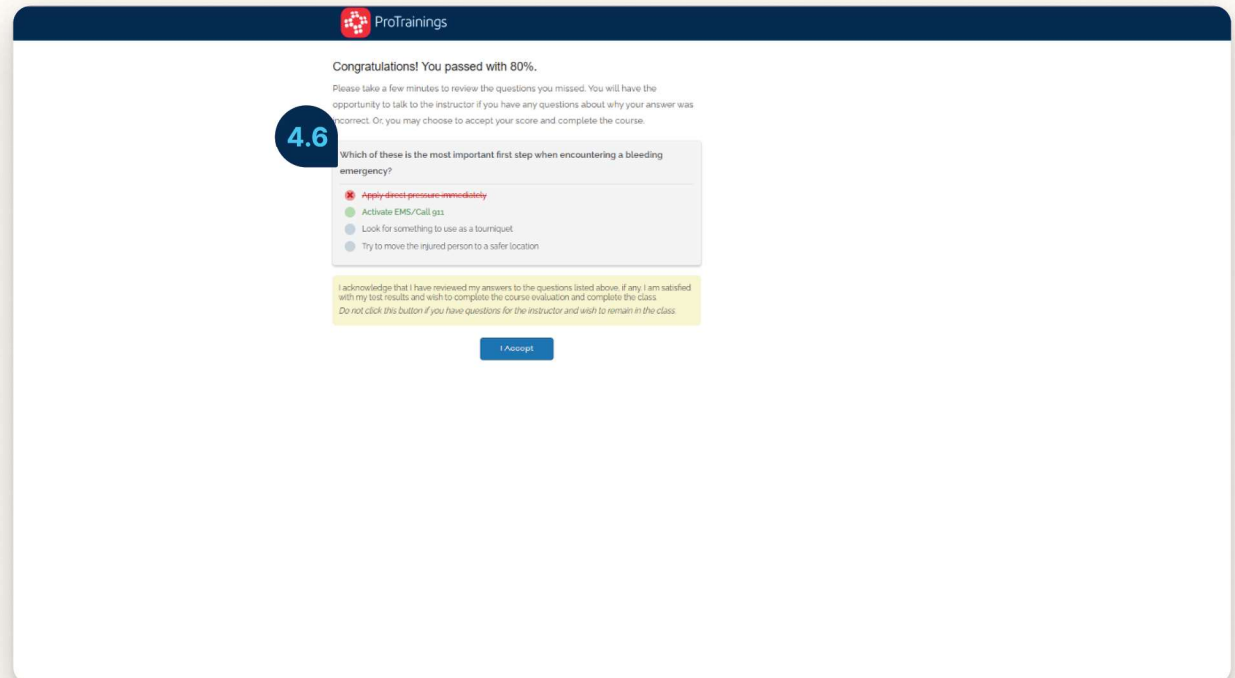 ProTrainings
Congratulations! You passed with 80%.
Please take a few minutes to review the questions you missed. You will have the
opportunity to talk to the instructor if you have any questions about why your answer was
incorrect. Or, you may choose to accept your score and complete the course.
4.6
Which of these is the most important first step when encountering a bleeding
emergency?
Apply direct pressure immediately
Activate EMS/Call 911
Look for something to use as a tourniquet
Try to move the injured person to a safer location
I acknowledge that I have reviewed my answers to the questions listed above, if any. I am satisfied
with my test results and wish to complete the course evaluation and complete the class.
Do not click this button if you have questions for the instructor and wish to remain in the class.
I Accept